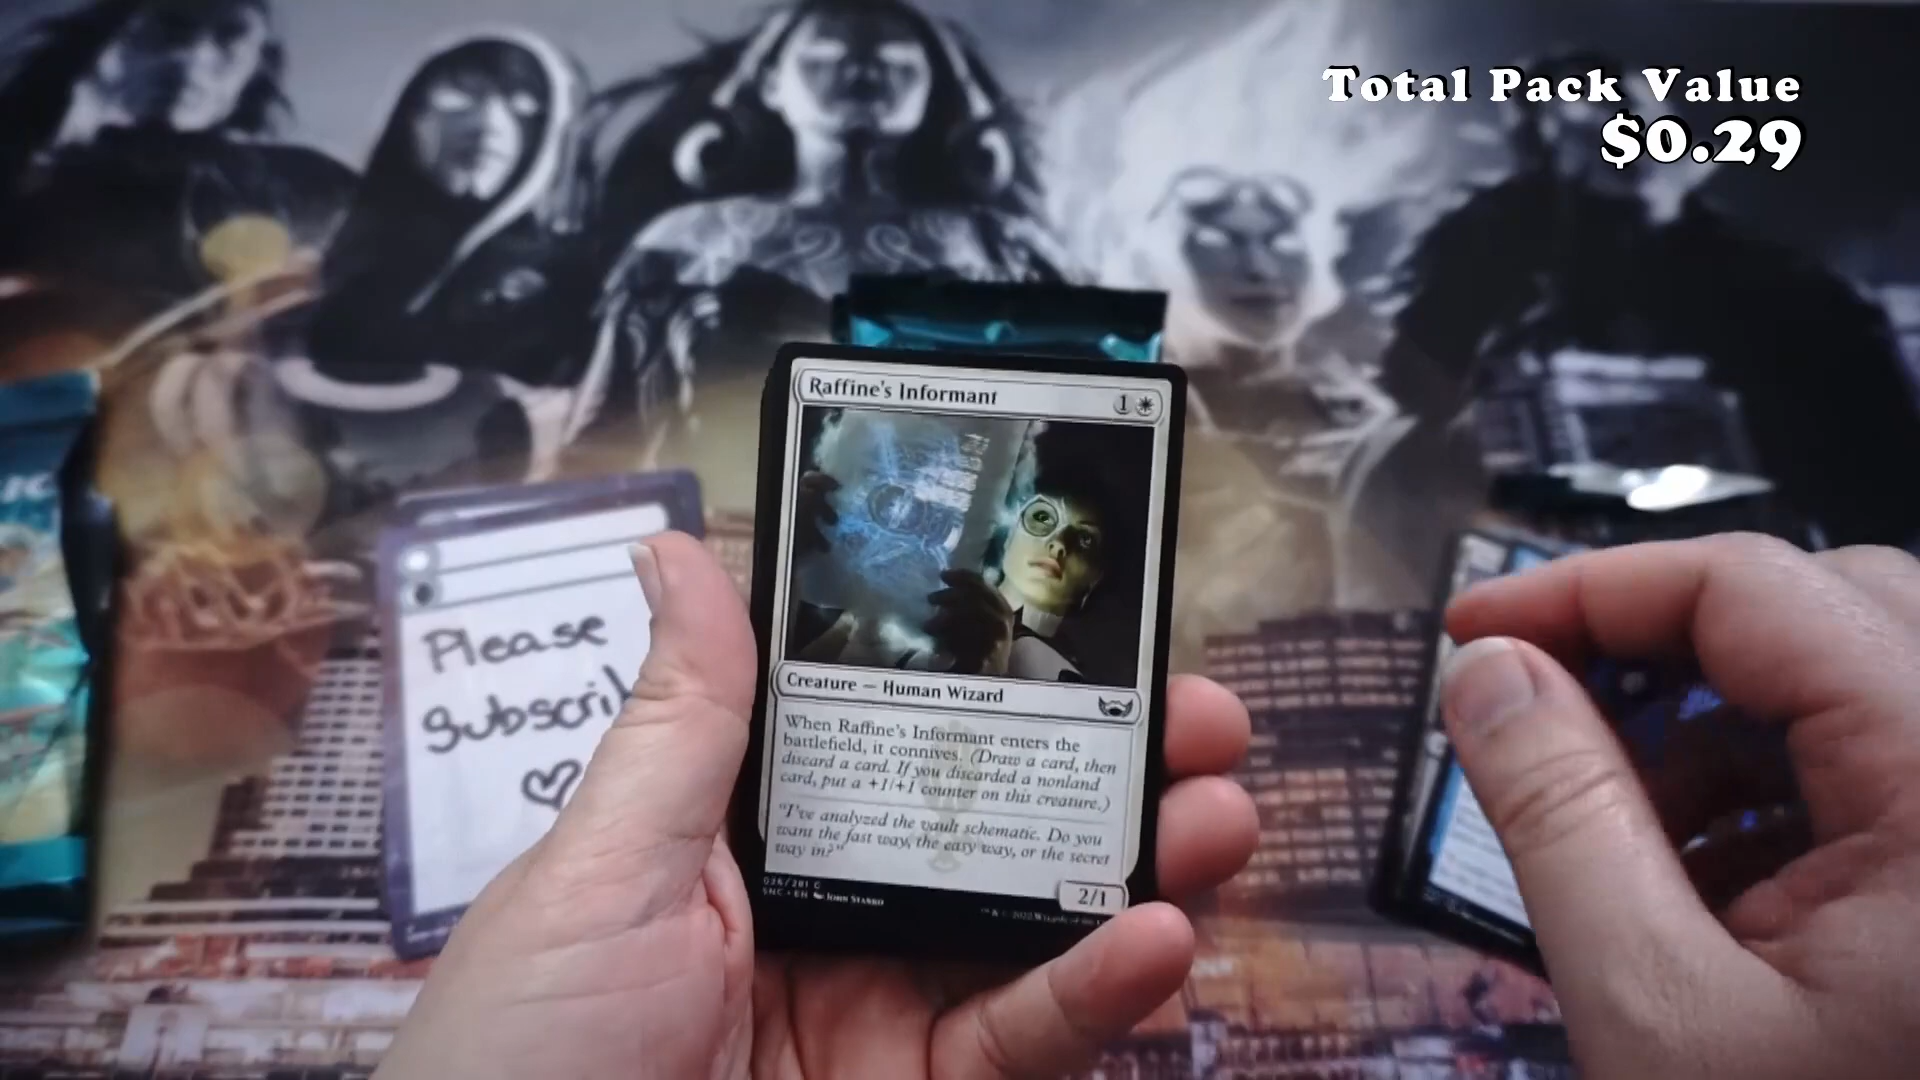 Total Pack Value
$0.29
Raffine's Informant 1
Creature — Human Wizard
When Raffine's Informant enters the
battlefield, it connives. (Draw a card, then
discard a card. If you discarded a nonland
card, put a +1/+1 counter on this creature.)
"I've analyzed the vault schematic. Do you
want the fast way, the easy way, or the secret
way in?"
2/1
026/281 C
SNC • EN John Stanko
Please
Subscrib